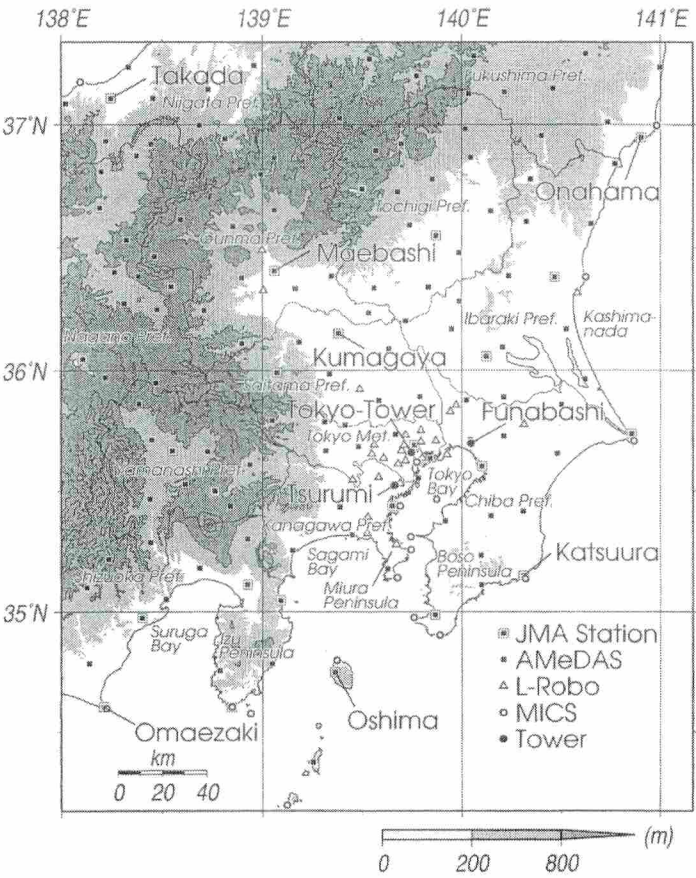 138˚E
139˚E
140˚E
141˚E
Takada
Niigata Pref.
Fukushima Pref.
37˚N
Onahama
Tochigi Pref.
Gunma Pref.
Maebashi
Ibaraki Pref.
Kashima-
nada
Nagano Pref.
Kumagaya
36˚N
Saitama Pref.
Tokyo-Tower
Funabashi
Tokyo Met.
Yamanashi Pref.
Tsurumi
Tokyo
Bay
Chiba Pref.
Kanagawa Pref.
Sagami
Bay
Boso
Peninsula
Katsuura
Shizuoka Pref.
Miura
Peninsula
35˚N
Suruga
Bay
Izu
Peninsula
JMA Station
AMeDAS
L-Robo
MICS
Tower
Omaezaki
Oshima
km
0 20 40
(m)
0 200 800